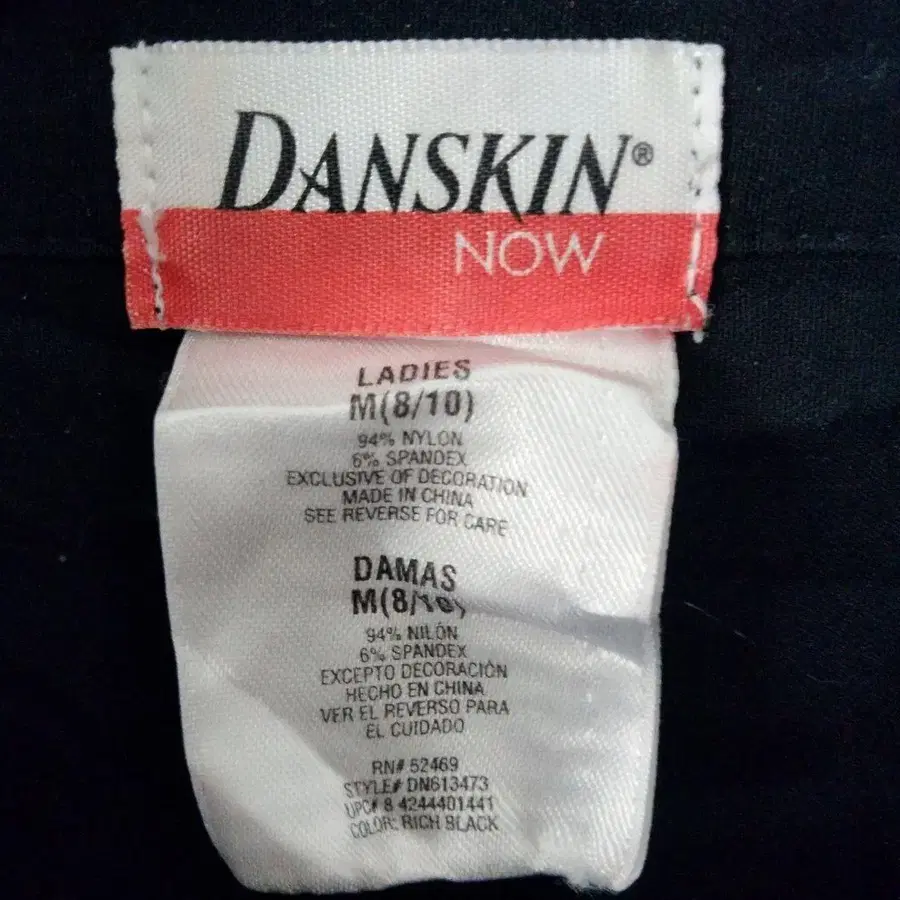 DANSKIN®
NOW
LADIES
M(8/10)
94% NYLON
6% SPANDEX
EXCLUSIVE OF DECORATION
MADE IN CHINA
SEE REVERSE FOR CARE
DAMAS
M(8/10)
94% NILÓN
6% SPANDEX
EXCEPTO DECORACIÓN
HECHO EN CHINA
VER EL REVERSO PARA
EL CUIDADO
RN# 52469
STYLE# DN613473
UPC# 8 4244401441
COLOR: RICH BLACK